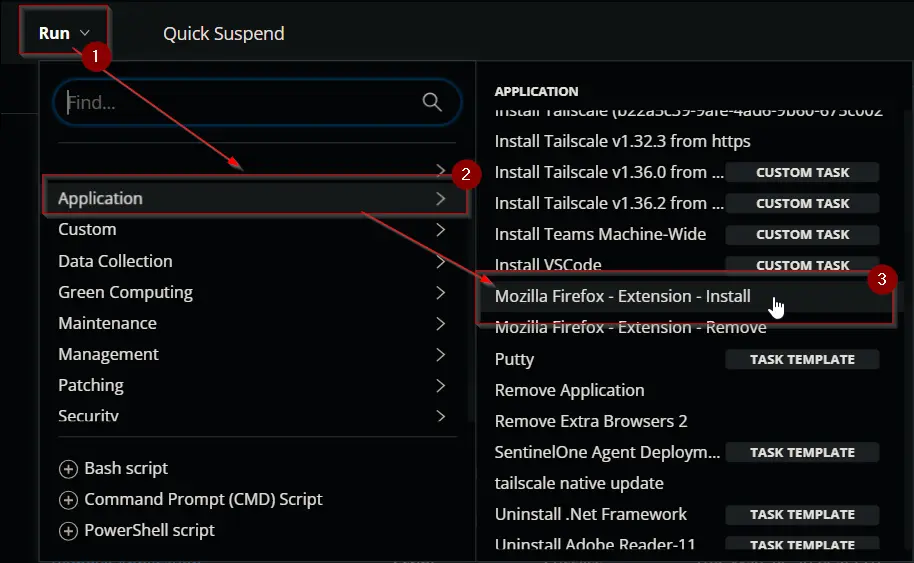 Run
Quick Suspend
1
Find...
2
Application
Custom
Data Collection
Green Computing
Maintenance
Management
Patching
Security
Bash script
Command Prompt (CMD) Script
PowerShell script
APPLICATION
Install Tailscale
Install Tailscale v1.32.3 from https
Install Tailscale v1.36.0 from ... CUSTOM TASK
Install Tailscale v1.36.2 from ... CUSTOM TASK
Install Teams Machine-Wide CUSTOM TASK
Install VSCode CUSTOM TASK
3
Mozilla Firefox - Extension - Install
Mozilla Firefox - Extension - Remove
Putty TASK TEMPLATE
Remove Application
Remove Extra Browsers 2
SentinelOne Agent Deploym... TASK TEMPLATE
tailscale native update
Uninstall .Net Framework TASK TEMPLATE
Uninstall Adobe Reader-11 TASK TEMPLATE